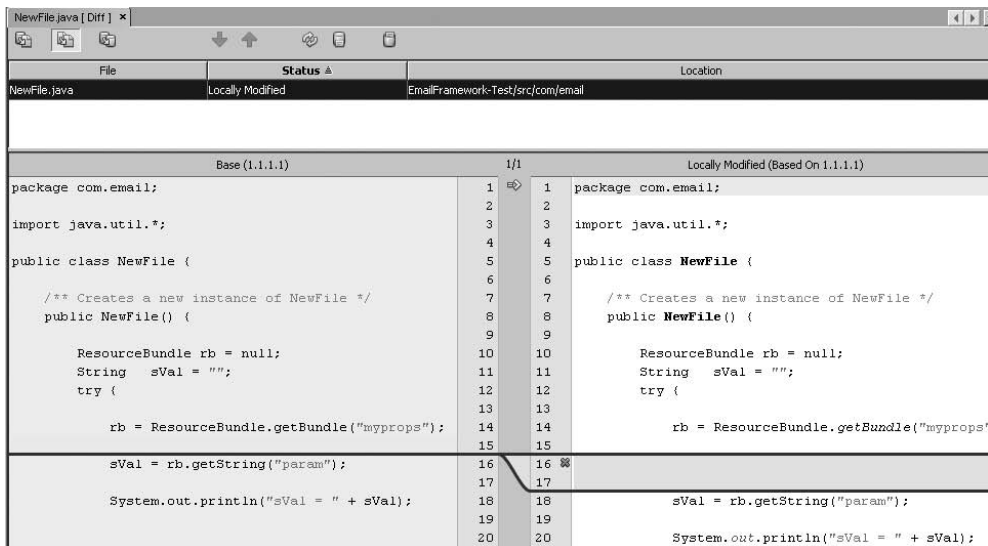 NewFile.java [ Diff ] ×
File Status Location
NewFile.java Locally Modified EmailFramework-Test/src/com/email
Base (1.1.1.1) 1/1 Locally Modified (Based On 1.1.1.1)
package com.email; 1 1 package com.email;
2 2
import java.util.*; 3 3 import java.util.*;
4 4
public class NewFile { 5 5 public class NewFile {
6 6
/** Creates a new instance of NewFile */ 7 7 /** Creates a new instance of NewFile */
public NewFile() { 8 8 public NewFile() {
9 9
ResourceBundle rb = null; 10 10 ResourceBundle rb = null;
String sVal = ""; 11 11 String sVal = "";
try { 12 12 try {
13 13
rb = ResourceBundle.getBundle("myprops"); 14 14 rb = ResourceBundle.getBundle("myprops"
15 15
sVal = rb.getString("param"); 16 16
17 17
System.out.println("sVal = " + sVal); 18 18 sVal = rb.getString("param");
19 19
20 20 System.out.println("sVal = " + sVal);